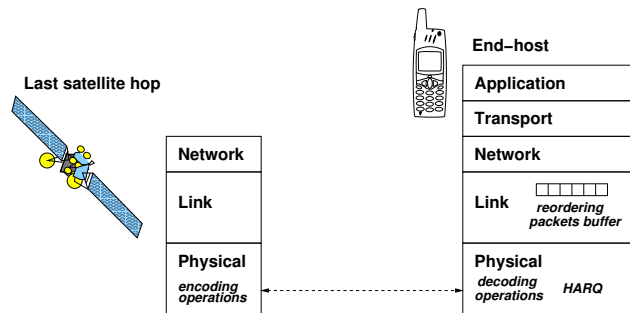 Last satellite hop
Network
Link
Physical
encoding
operations
End-host
Application
Transport
Network
Link
reordering
packets buffer
Physical
decoding
operations
HARQ